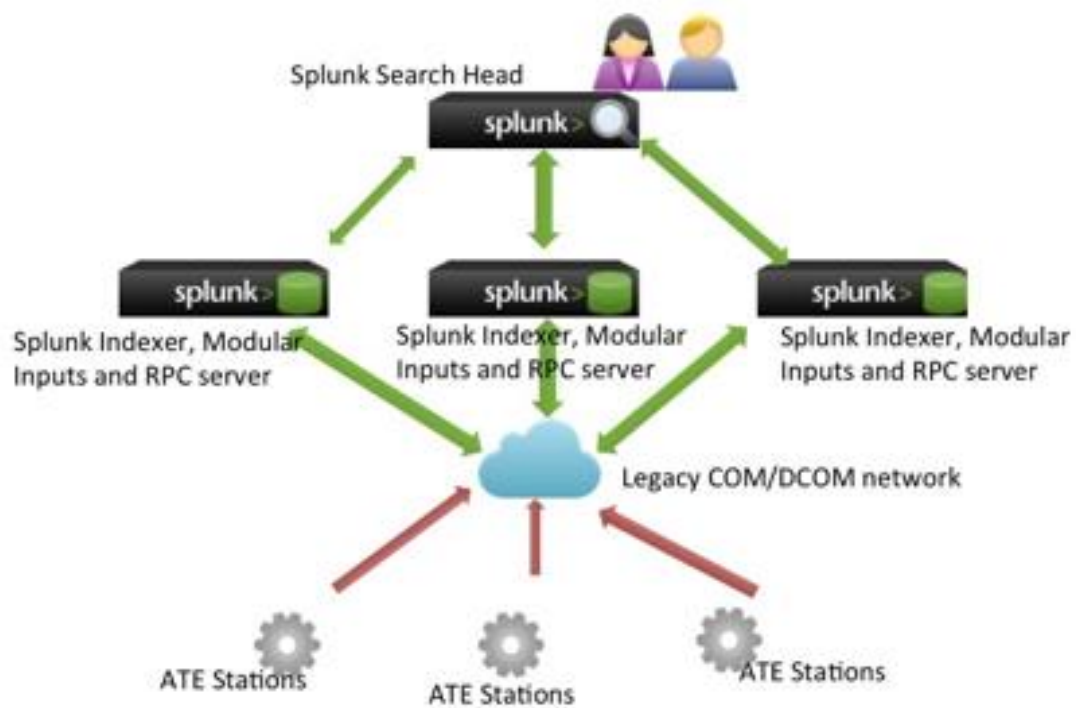 Splunk Search Head
splunk>
splunk>
splunk>
splunk>
Splunk Indexer, Modular
Inputs and RPC server
Splunk Indexer, Modular
Inputs and RPC server
Splunk Indexer, Modular
Inputs and RPC server
Legacy COM/DCOM network
ATE Stations
ATE Stations
ATE Stations